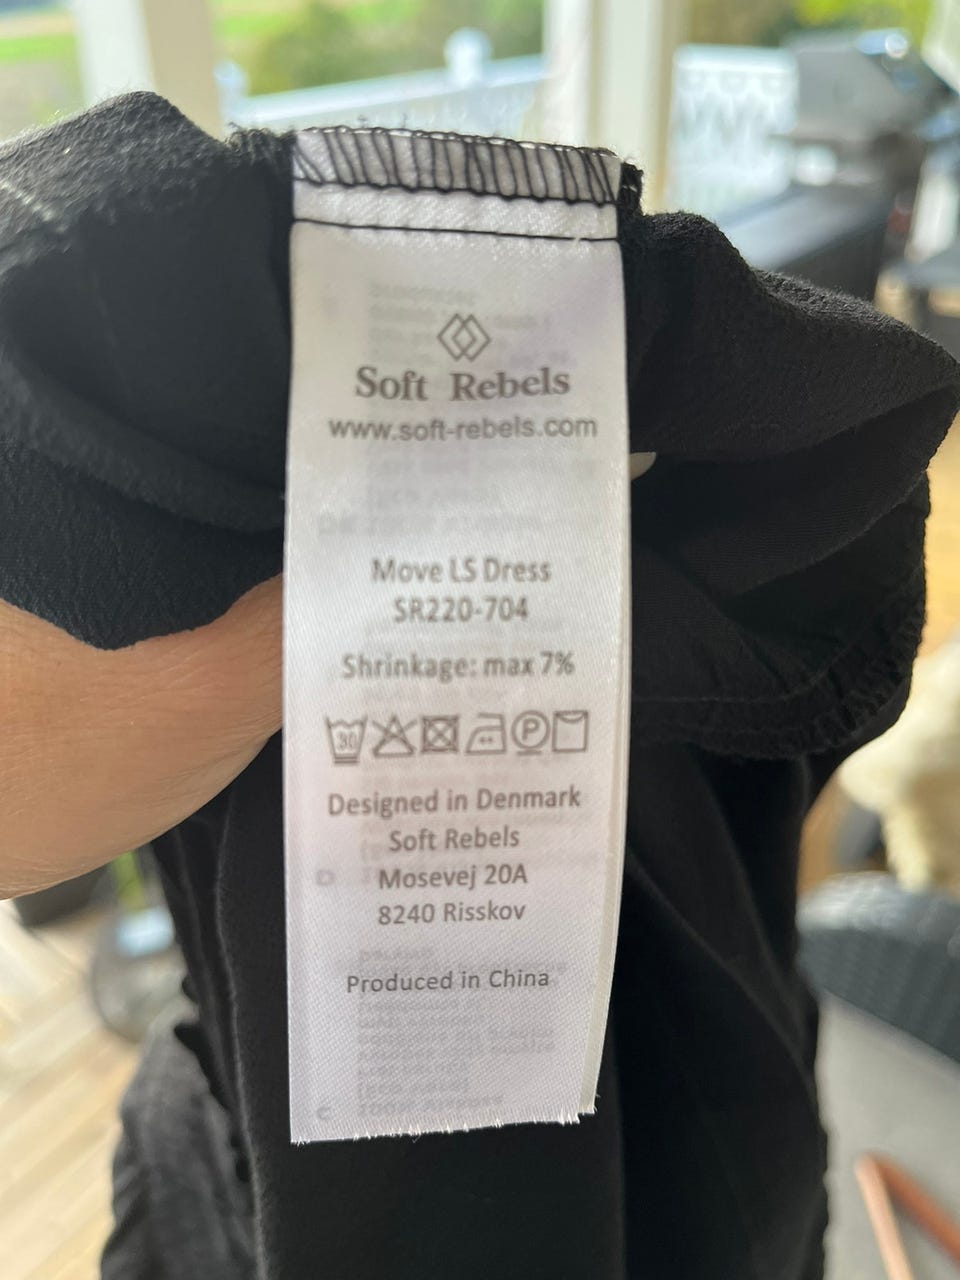 Soft Rebels
www.soft-rebels.com
Move LS Dress
SR220-704
Shrinkage: max 7%
30 P
Designed in Denmark
Soft Rebels
Mosevej 20A
8240 Risskov
Produced in China